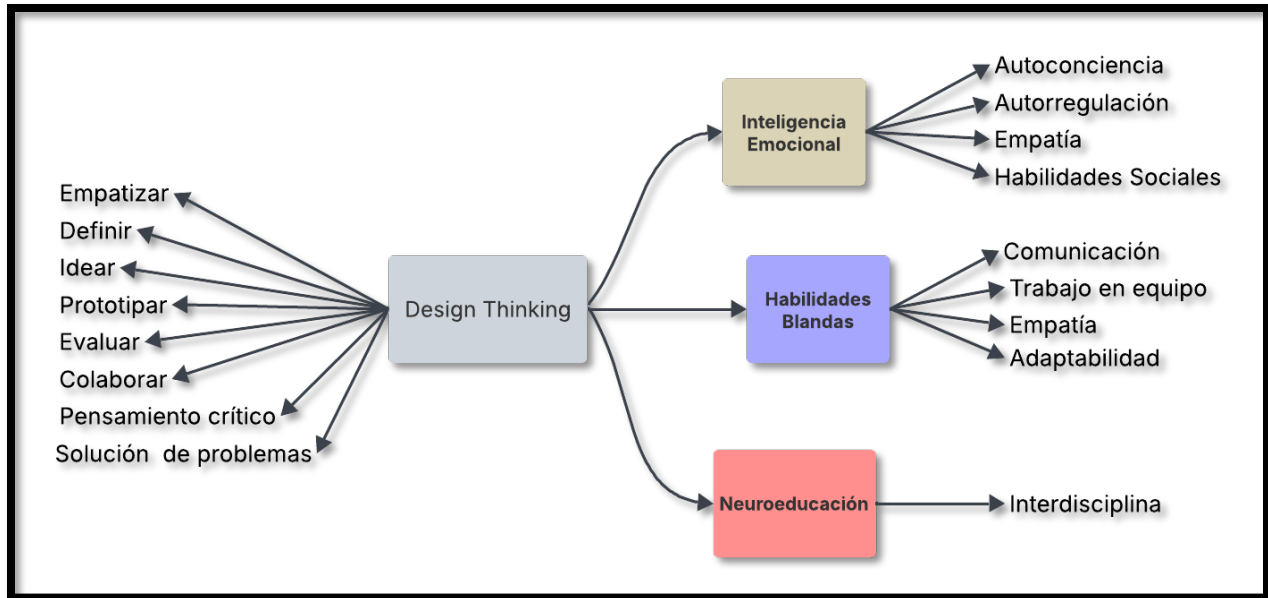 Empatizar
Definir
Idear
Prototipar
Evaluar
Colaborar
Pensamiento crítico
Solución de problemas
Design Thinking
Inteligencia
Emocional
Autoconciencia
Autorregulación
Empatía
Habilidades Sociales
Habilidades
Blandas
Comunicación
Trabajo en equipo
Empatía
Adaptabilidad
Neuroeducación
Interdisciplina